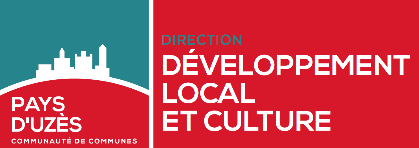 PAYS
D'UZÈS
COMMUNAUTÉ DE COMMUNES
DIRECTION
DÉVELOPPEMENT
LOCAL
ET CULTURE